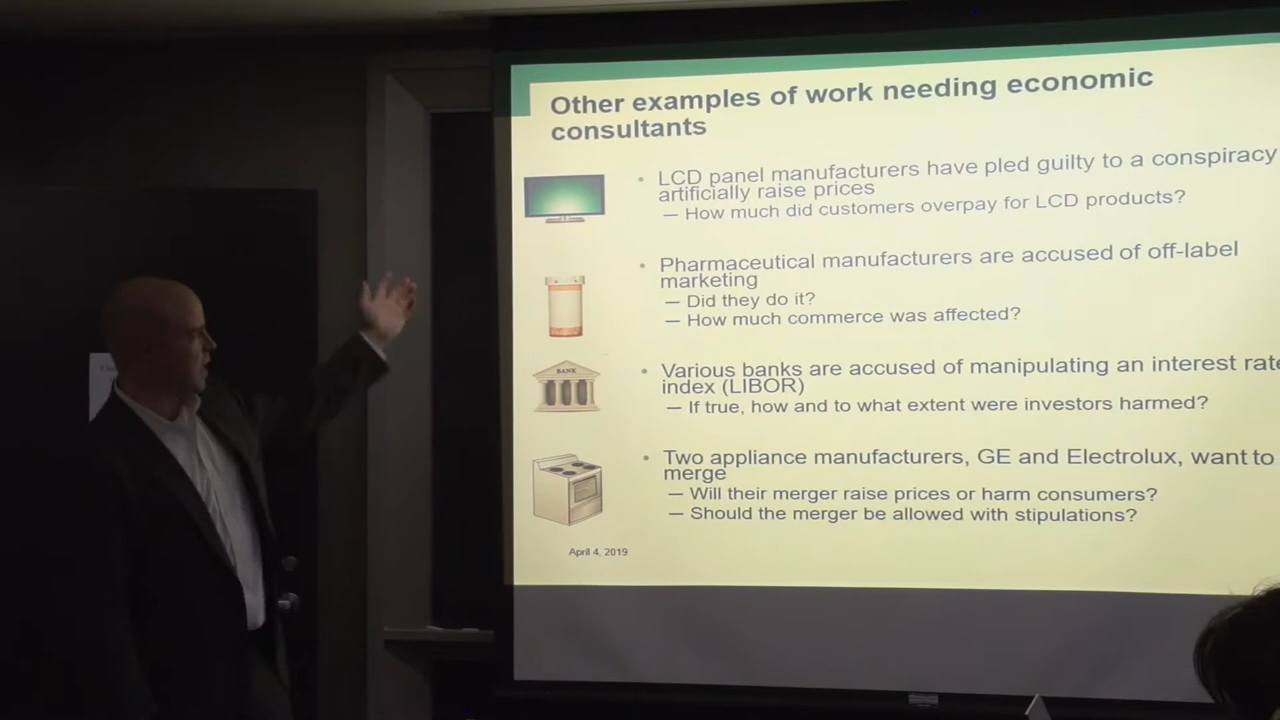 Other examples of work needing economic
consultants
• LCD panel manufacturers have pled guilty to a conspiracy
artificially raise prices
— How much did customers overpay for LCD products?
• Pharmaceutical manufacturers are accused of off-label
marketing
— Did they do it?
— How much commerce was affected?
BANK
• Various banks are accused of manipulating an interest rate
index (LIBOR)
— If true, how and to what extent were investors harmed?
• Two appliance manufacturers, GE and Electrolux, want to
merge
— Will their merger raise prices or harm consumers?
— Should the merger be allowed with stipulations?
April 4, 2019